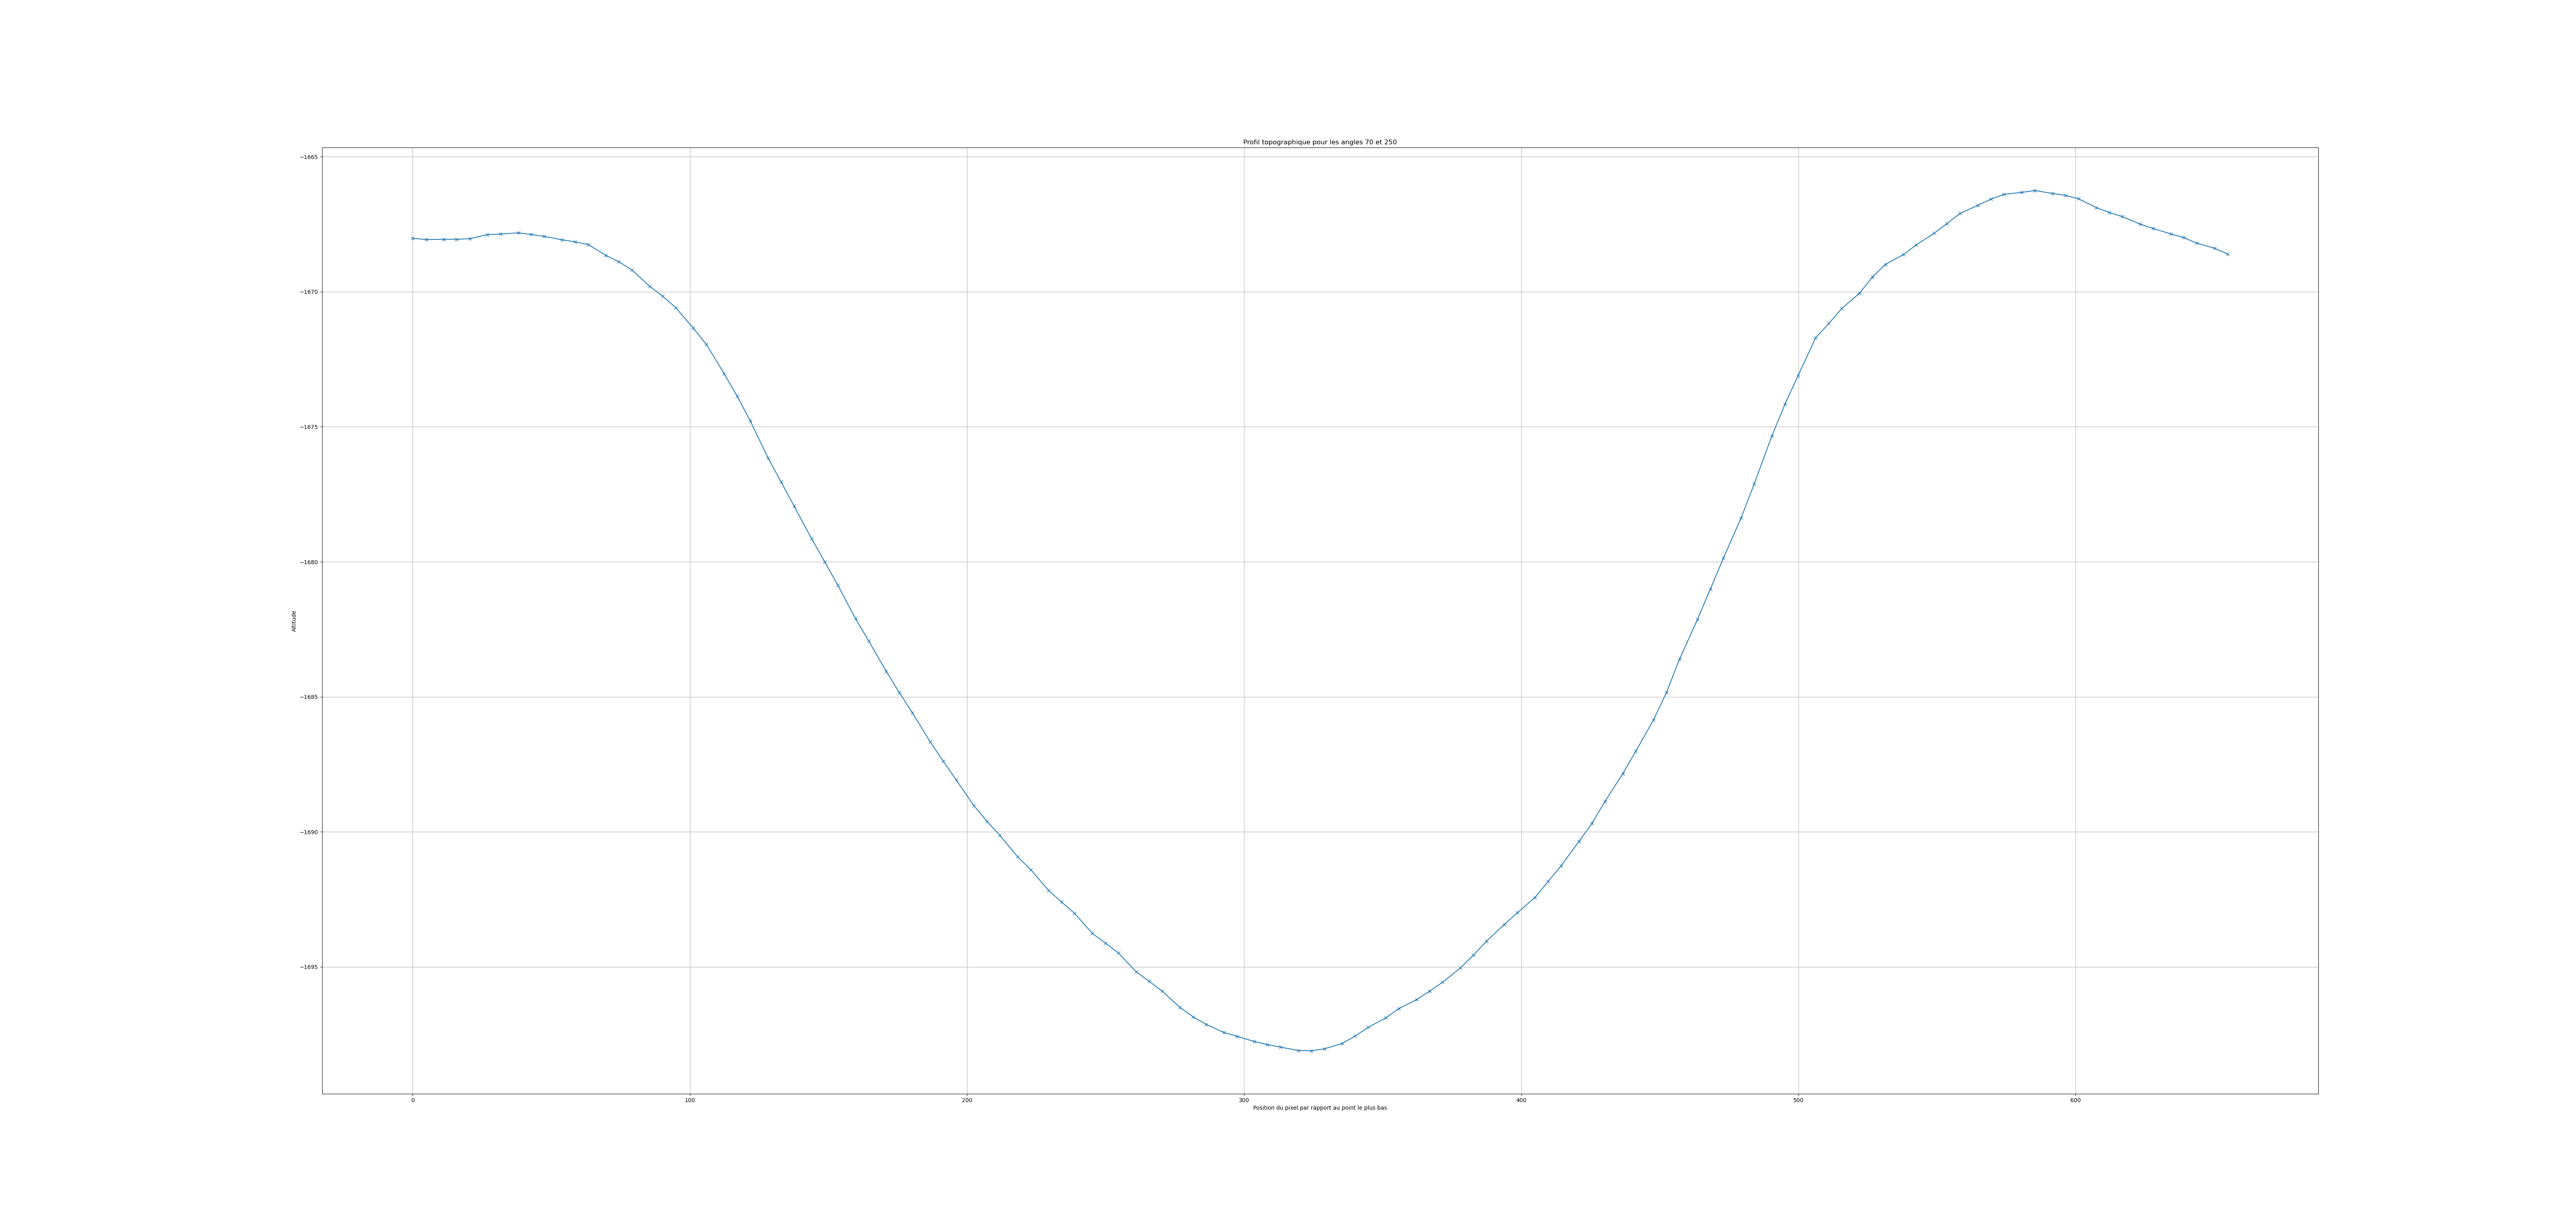 Profil topographique pour les angles 70 et 250
−1665
−1670
−1675
−1680
−1685
−1690
−1695
Altitude
0 100 200 300 400 500 600
Position du pixel par rapport au point le plus bas